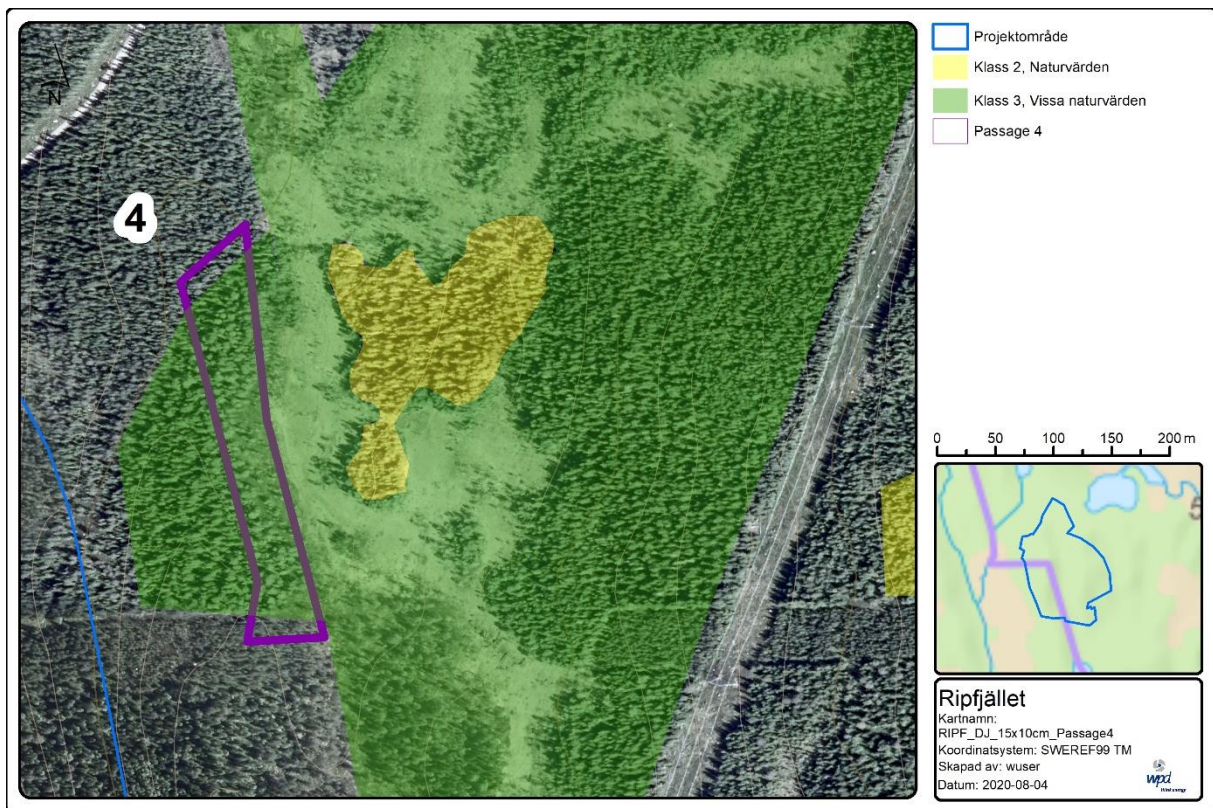 N
4
Projektområde
Klass 2, Naturvärden
Klass 3, Vissa naturvärden
Passage 4
0 50 100 150 200 m
5
Ripfjället
Kartnamn:
RIPF_DJ_15x10cm_Passage4
Koordinatsystem: SWEREF99 TM
Skapad av: wuser
Datum: 2020-08-04
wpd